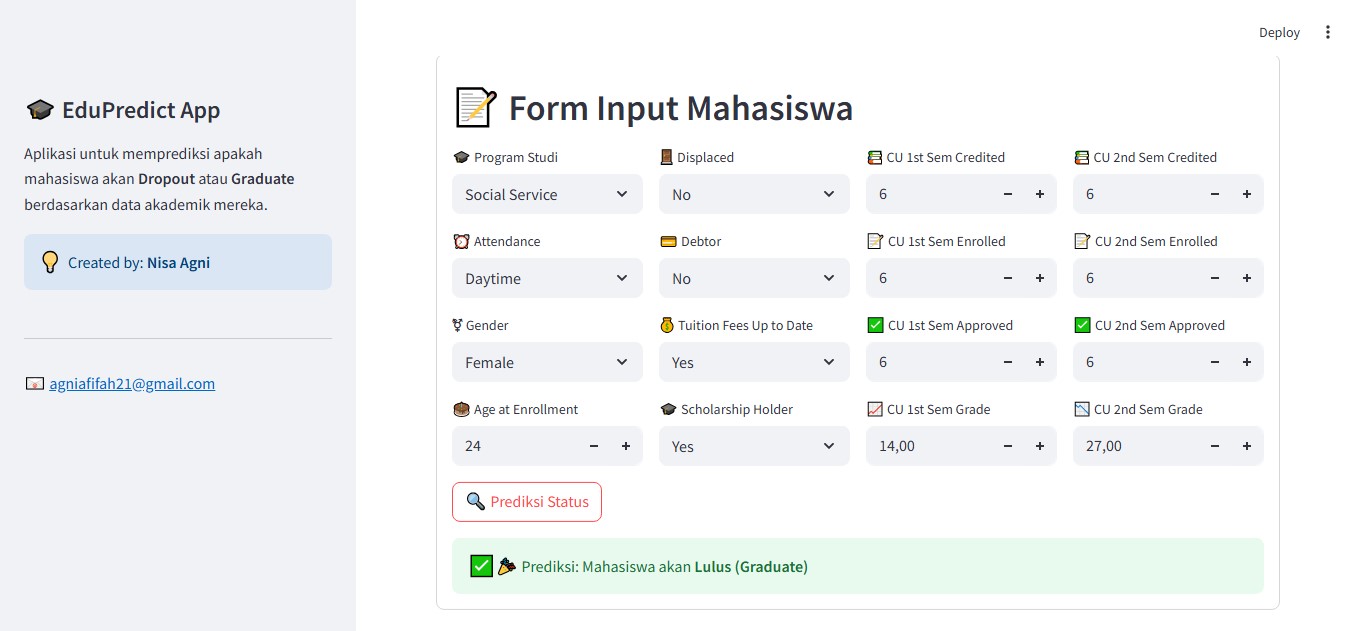 Deploy
EduPredict App
Aplikasi untuk memprediksi apakah
mahasiswa akan Dropout atau Graduate
berdasarkan data akademik mereka.
Created by: Nisa Agni
agniafifah21@gmail.com
Form Input Mahasiswa
Program Studi
Social Service
Displaced
No
CU 1st Sem Credited
6
CU 2nd Sem Credited
6
Attendance
Daytime
Debtor
No
CU 1st Sem Enrolled
6
CU 2nd Sem Enrolled
6
Gender
Female
Tuition Fees Up to Date
Yes
CU 1st Sem Approved
6
CU 2nd Sem Approved
6
Age at Enrollment
24
Scholarship Holder
Yes
CU 1st Sem Grade
14,00
CU 2nd Sem Grade
27,00
Prediksi Status
Prediksi: Mahasiswa akan Lulus (Graduate)